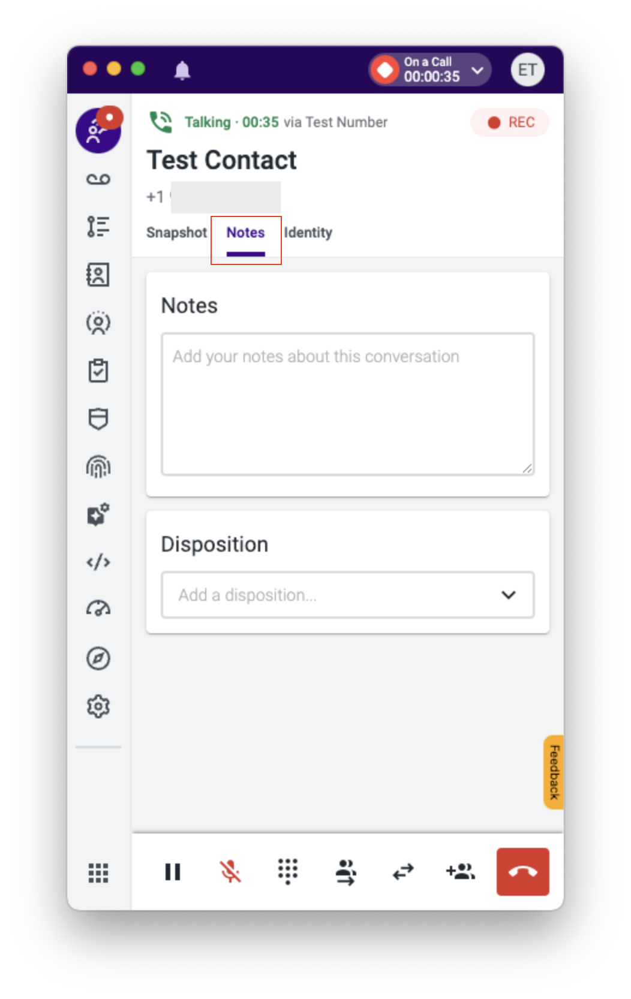 On a Call
00:00:35
ET
Talking · 00:35 via Test Number
REC
Test Contact
+1
Snapshot Notes Identity
Notes
Add your notes about this conversation
Disposition
Add a disposition...
Feedback